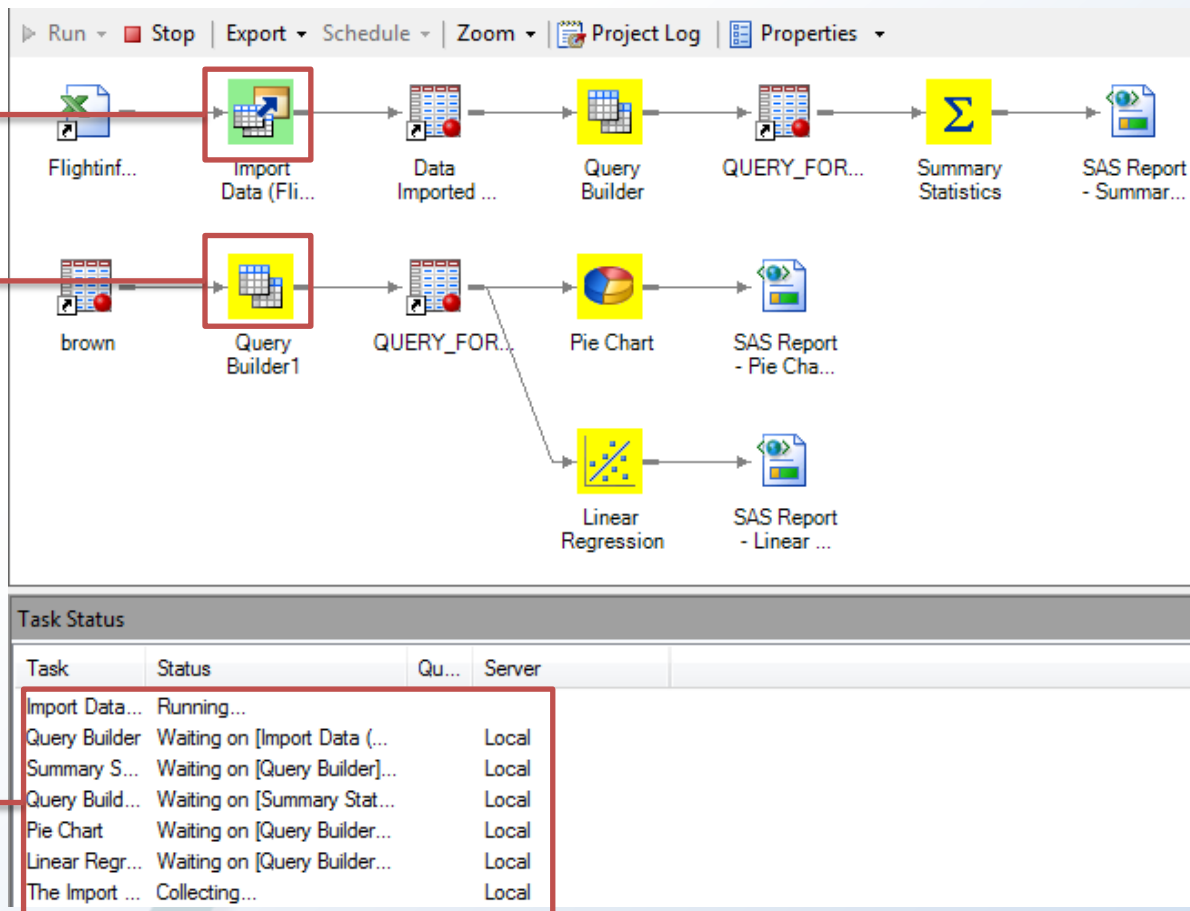 Run Stop Export Schedule Zoom Project Log Properties
Flightinf... Import Data Query QUERY_FOR... Summary SAS Report
Data (Fli... Imported ... Builder Statistics - Summar...
brown Query QUERY_FOR... Pie Chart SAS Report
Builder1 - Pie Cha...
Linear SAS Report
Regression - Linear ...
Task Status
Task Status Qu... Server
Import Data... Running...
Query Builder Waiting on [Import Data (... Local
Summary S... Waiting on [Query Builder]... Local
Query Build... Waiting on [Summary Stat... Local
Pie Chart Waiting on [Query Builder... Local
Linear Regr... Waiting on [Query Builder... Local
The Import ... Collecting... Local